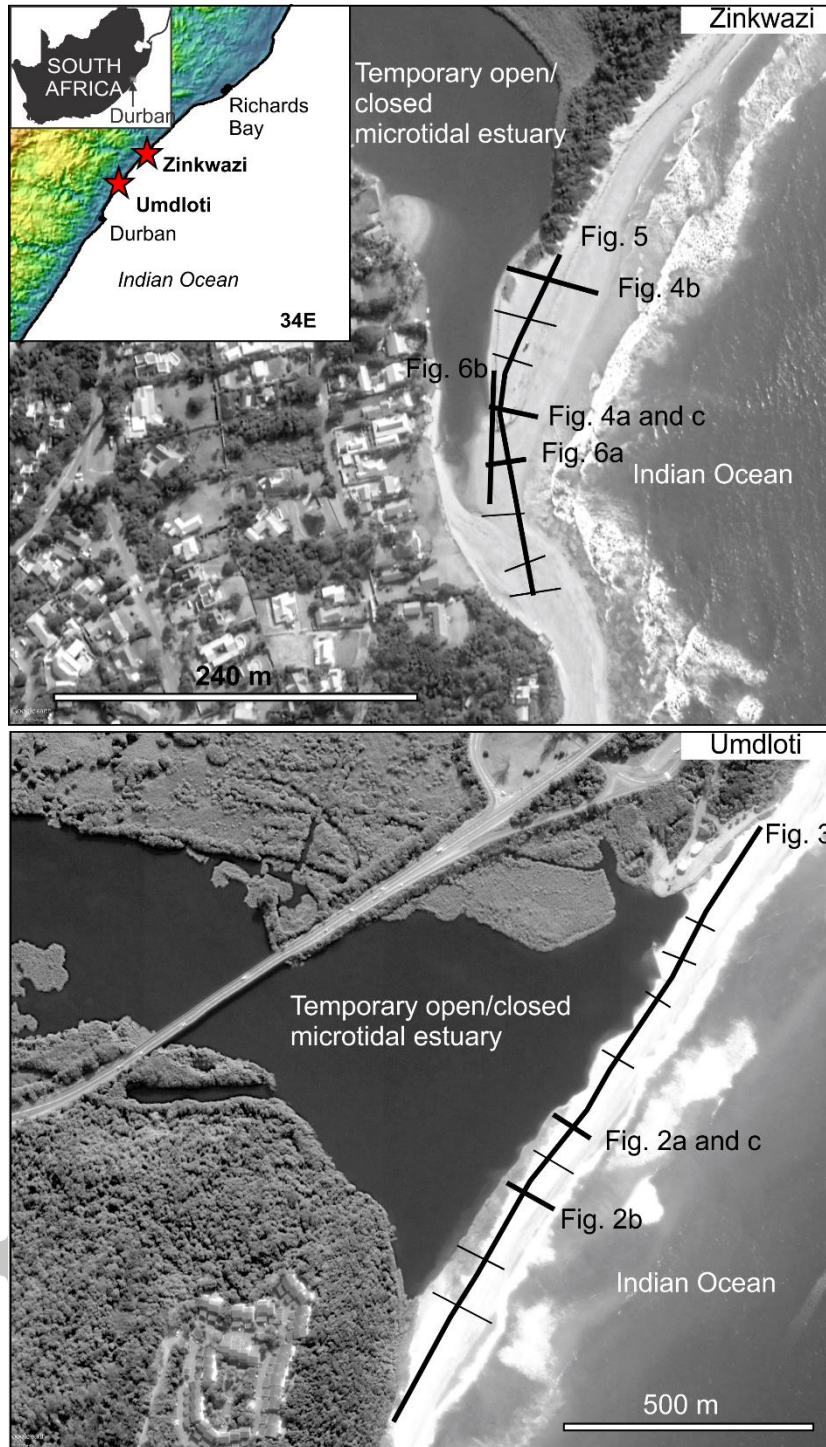 Zinkwazi
SOUTH
AFRICA
Durban
Richards
Bay
Zinkwazi
Umdloti
Durban
Indian Ocean
34E
Temporary open/
closed
microtidal estuary
Fig. 5
Fig. 4b
Fig. 6b
Fig. 4a and c
Fig. 6a
Indian Ocean
240 m
Google earth
Umdloti
Fig. 3
Temporary open/closed
microtidal estuary
Fig. 2a and c
Fig. 2b
Indian Ocean
500 m